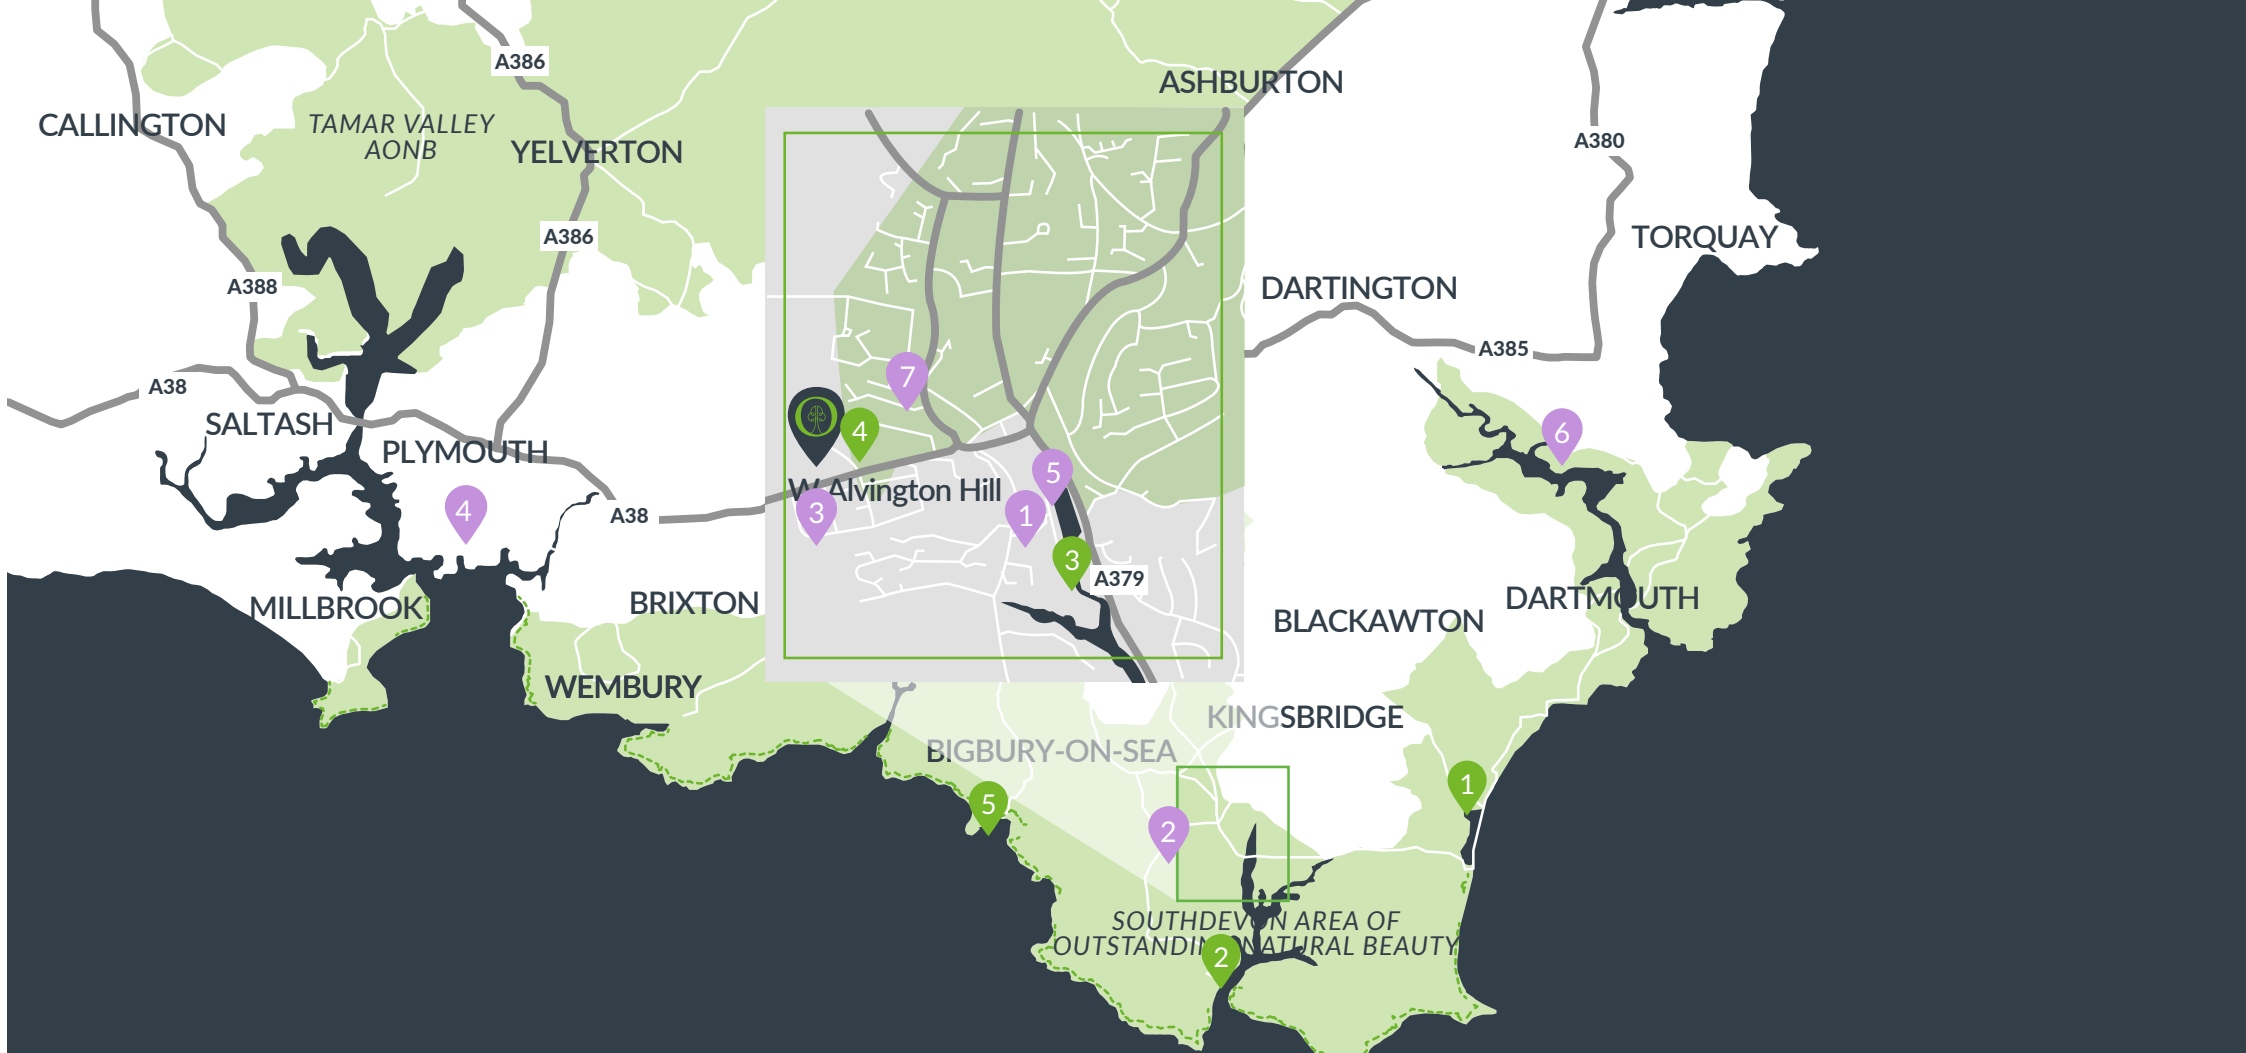 A386
ASHBURTON
CALLINGTON
TAMAR VALLEY
AONB
YELVERTON
A380
A386
TORQUAY
A388
DARTINGTON
A385
A38
7
SALTASH
4
6
PLYMOUTH
5
W Alvington Hill
4
3
1
A38
3
A379
MILLBROOK
BRIXTON
DARTMOUTH
BLACKAWTON
WEMBURY
KINGSBRIDGE
BIGBURY-ON-SEA
1
5
2
SOUTHDEVON AREA OF
OUTSTANDING NATURAL BEAUTY
2